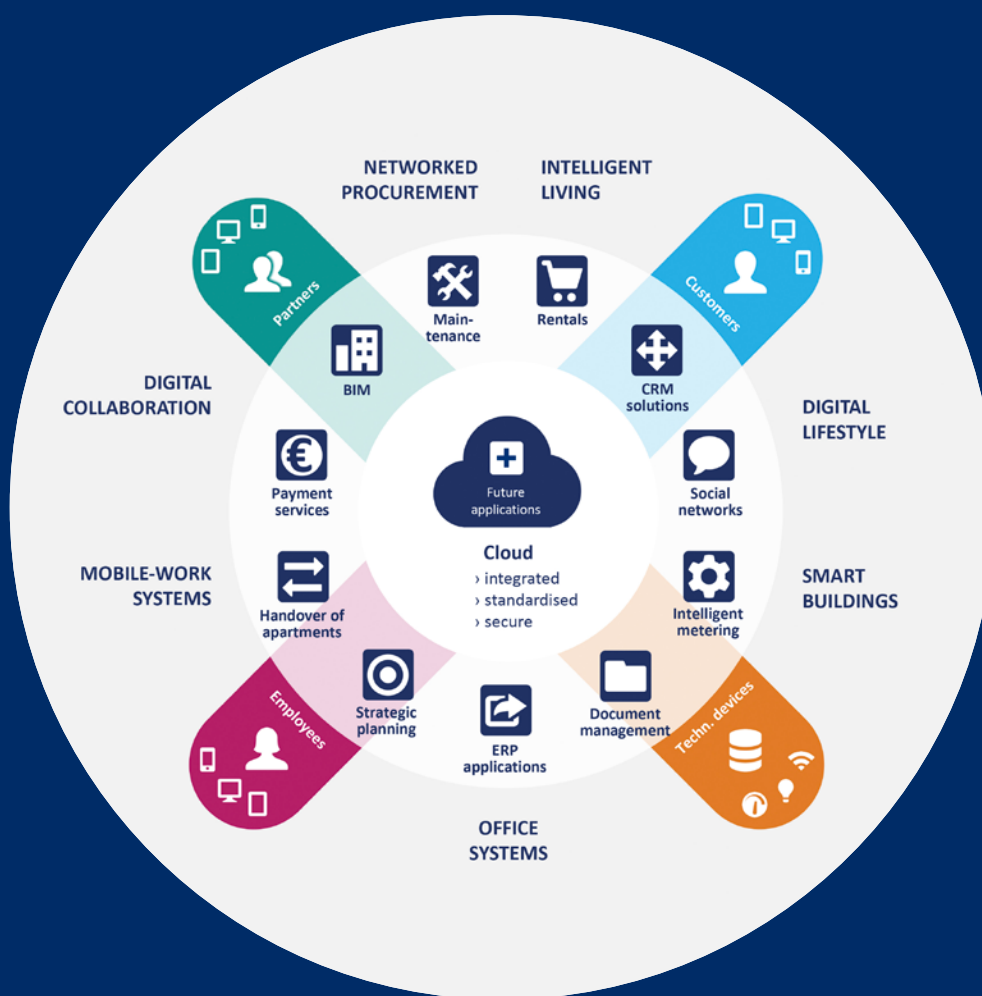 NETWORKED
PROCUREMENT
INTELLIGENT
LIVING
Partners
Customers
Main-
tenance
Rentals
BIM
CRM
solutions
DIGITAL
COLLABORATION
DIGITAL
LIFESTYLE
Payment
services
Future
applications
Social
networks
Cloud
› integrated
› standardised
› secure
MOBILE-WORK
SYSTEMS
SMART
BUILDINGS
Handover of
apartments
Intelligent
metering
Employees
Strategic
planning
ERP
applications
Document
management
Techn. devices
OFFICE
SYSTEMS